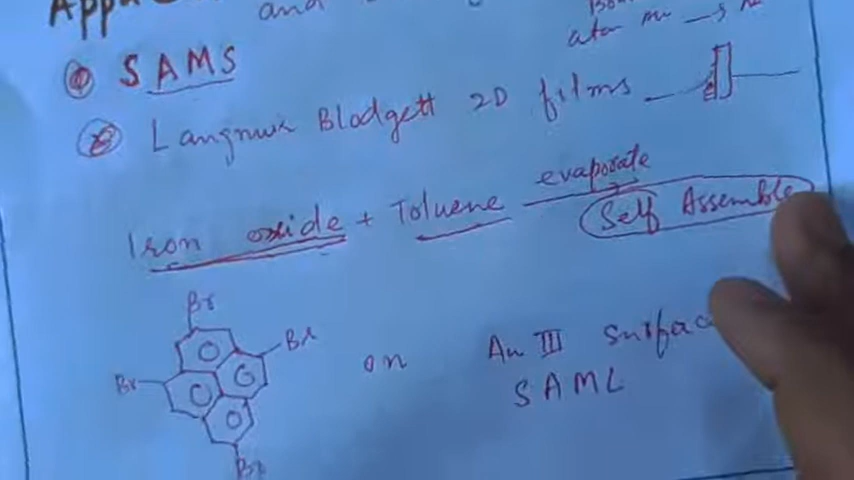 and
SAMS
atom
Langmuir Blodgett 2D films
evaporate
Iron oxide + Toluene
Self Assemble
Br
Br
Br
on Au III Surfac
SAML
Br